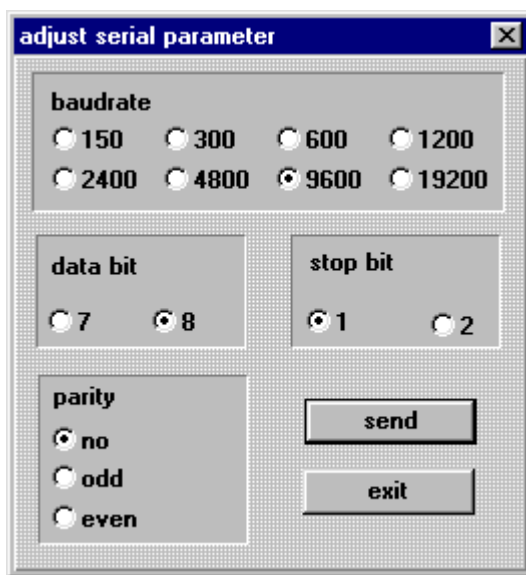 adjust serial parameter
baudrate
150 300 600 1200
2400 4800 9600 19200
data bit
7 8
stop bit
1 2
parity
no
odd
even
send
exit